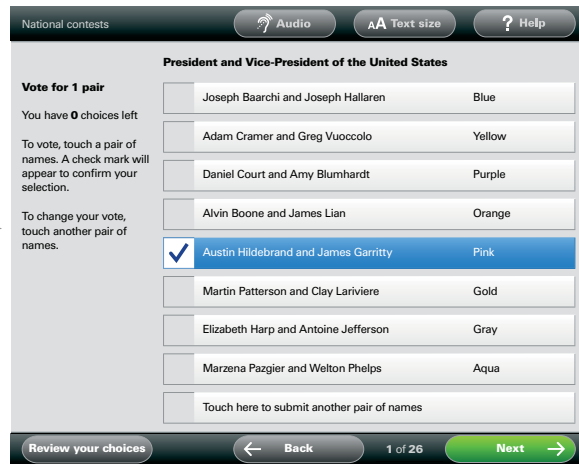 National contests
Audio
AA Text size
? Help
President and Vice-President of the United States
Vote for 1 pair
You have 0 choices left
To vote, touch a pair of
names. A check mark will
appear to confirm your
selection.
To change your vote,
touch another pair of
names.
Joseph Baarchi and Joseph Hallaren Blue
Adam Cramer and Greg Vuoccolo Yellow
Daniel Court and Amy Blumhardt Purple
Alvin Boone and James Lian Orange
Austin Hildebrand and James Garritty Pink
Martin Patterson and Clay Lariviere Gold
Elizabeth Harp and Antoine Jefferson Gray
Marzena Pazgier and Welton Phelps Aqua
Touch here to submit another pair of names
Review your choices
Back
1 of 26
Next